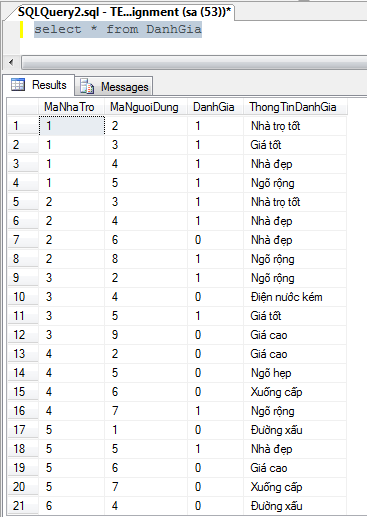 SQLQuery2.sql - TE...ignment (sa (53))*
select * from DanhGia
Results Messages
MaNhaTro MaNguoiDung DanhGia ThongTinDanhGia
1 1 2 1 Nhà trọ tốt
2 1 3 1 Giá tốt
3 1 4 1 Nhà đẹp
4 1 5 1 Ngõ rộng
5 2 3 1 Nhà trọ tốt
6 2 4 1 Nhà đẹp
7 2 6 0 Nhà đẹp
8 2 8 1 Ngõ rộng
9 3 2 1 Ngõ rộng
10 3 4 0 Điện nước kém
11 3 5 1 Giá tốt
12 3 9 0 Giá cao
13 4 2 0 Giá cao
14 4 5 0 Ngõ hẹp
15 4 6 0 Xuống cấp
16 4 7 1 Ngõ rộng
17 5 1 0 Đường xấu
18 5 5 1 Nhà đẹp
19 5 6 0 Giá cao
20 5 7 0 Xuống cấp
21 6 4 0 Đường xấu